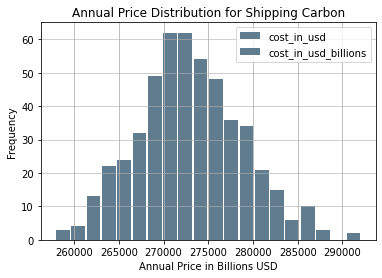 Annual Price Distribution for Shipping Carbon
cost_in_usd
cost_in_usd_billions
Frequency
60
50
40
30
20
10
0
260000 265000 270000 275000 280000 285000 290000
Annual Price in Billions USD